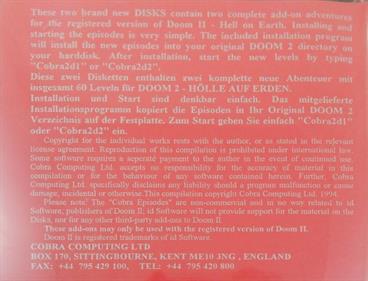 These two brand new DISKS contain two complete add-on adventures
for the registered version of Doom II - Hell on Earth. Installing and
starting the episodes is very simple. The included installation program
will install the new episodes into your original DOOM 2 directory on
your harddisk. After installation, start the new levels by typing
"Cobra2d1" or "Cobra2d2".
Diese zwei Disketten enthalten zwei komplette neue Abenteuer mit
insgesamt 60 Leveln für DOOM 2 - HÖLLE AUF ERDEN.
Installation und Start sind denkbar einfach. Das mitgelieferte
Installationsprogramm kopiert die Episoden in Ihr Original DOOM 2
Verzeichnis auf der Festplatte. Zum Start geben Sie einfach "Cobra2d1"
oder "Cobra2d2" ein.
Copyright for the individual works rests with the author, or as stated in the relevant
license agreement. Reproduction of this compilation is prohibited under international law.
Some software requires a seperate payment to the author in the event of continued use.
Cobra Computing Ltd. accepts no responsibility for the accuracy of material in this
compilation or for the behaviour of any software contained herein. Further, Cobra
Computing Ltd. specifically disclaims any liability should a program malfunction or cause
damage, incidental or otherwise. This compilation copyright Cobra Computing Ltd. 1994.
Please note! The "Cobra Episodes" are non-commercial and in no way related to id
Software, publishers of Doom II; id Software will not provide support for the material on the
Disks, nor for any other third-party add-ons to Doom II.
These add-ons may only be used with the registered version of Doom II.
Doom II is registered trademarks of id Software.
COBRA COMPUTING LTD
BOX 170, SITTINGBOURNE, KENT ME10 3NG , ENGLAND
FAX: +44 795 429 100, TEL: +44 795 420 800